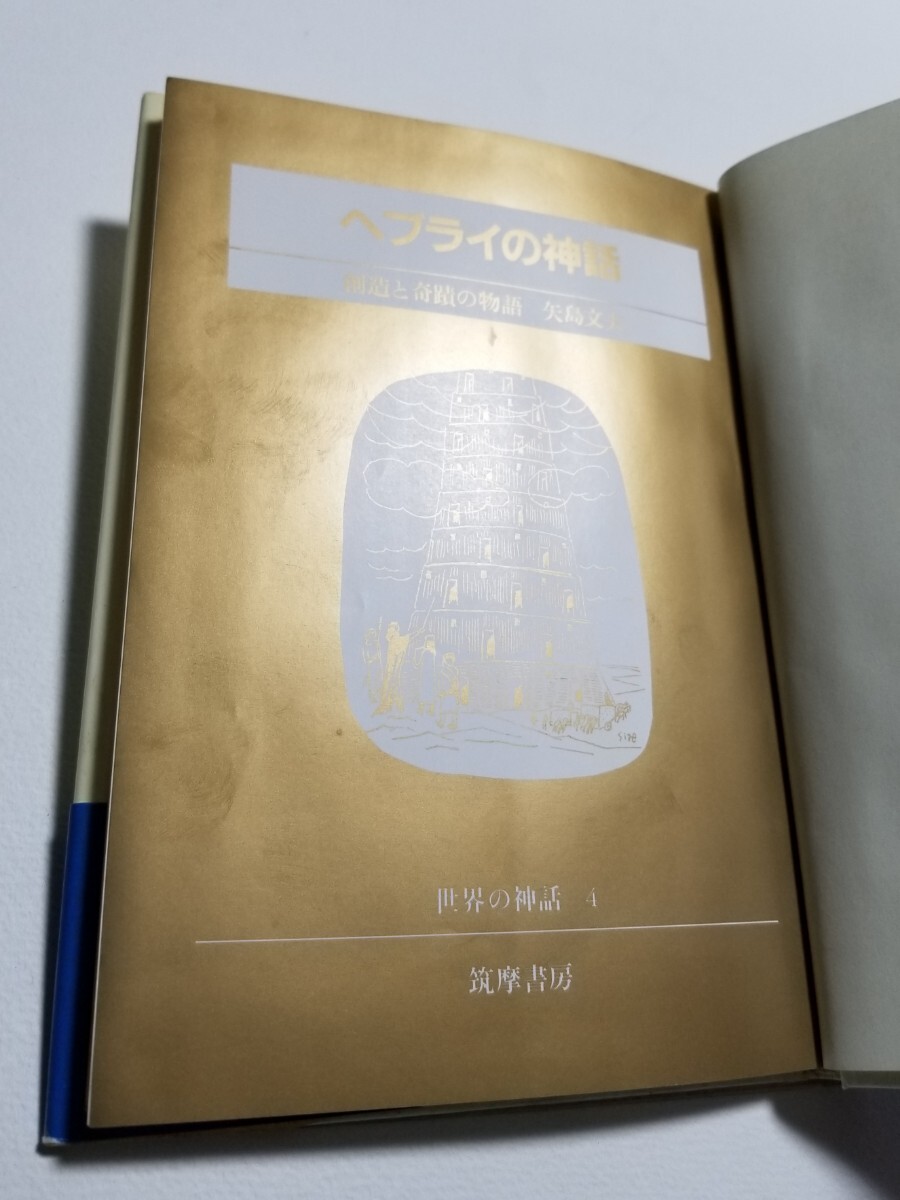 ヘブライの神話
創造と奇蹟の物語 矢島文夫
siné
世界の神話 4
筑摩書房